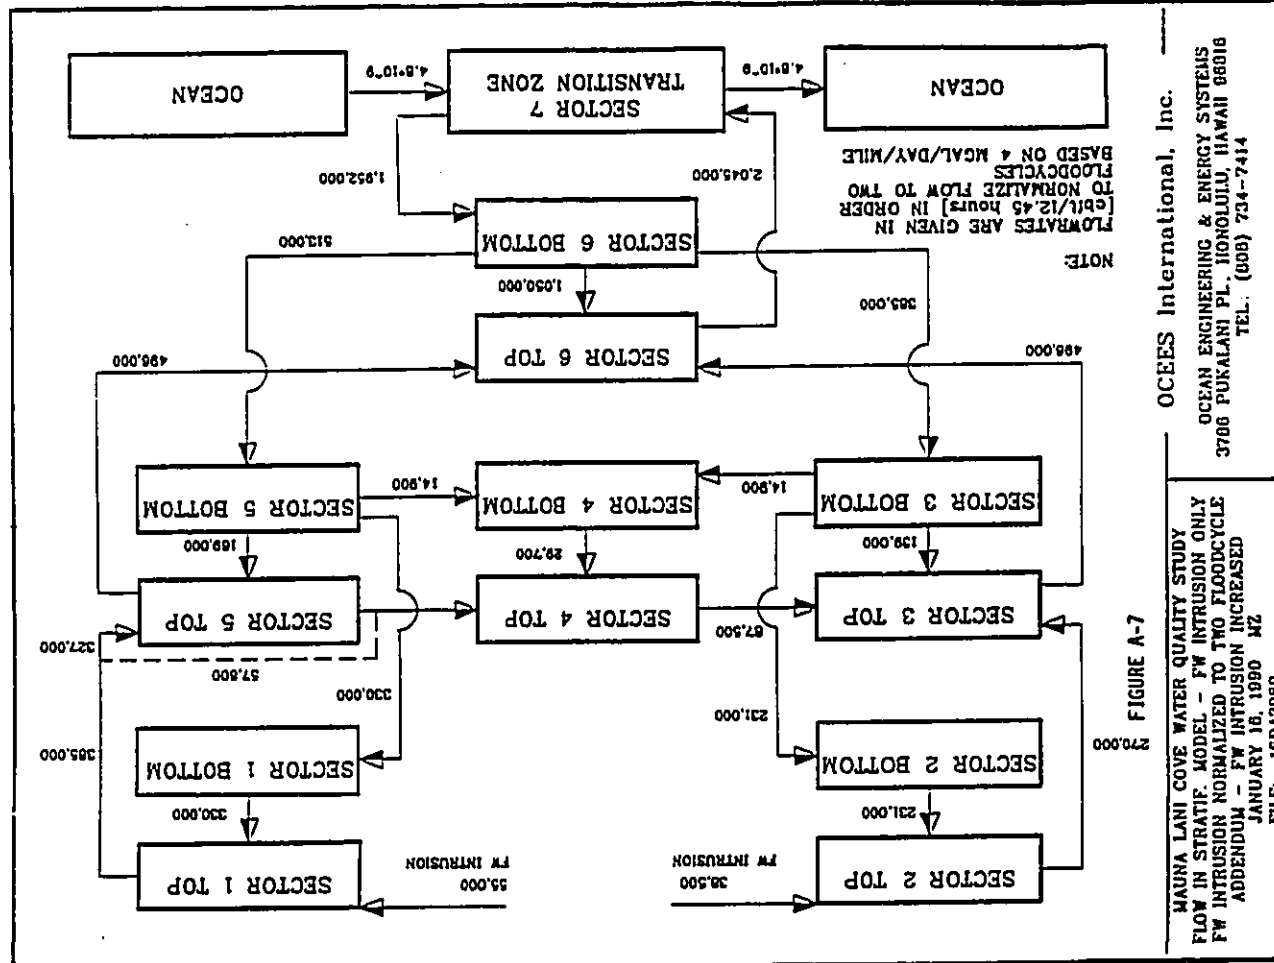 38,500
FW INTRUSION
55,000
FW INTRUSION
SECTOR 2 TOP
SECTOR 1 TOP
231,000
330,000
270,000
385,000
SECTOR 2 BOTTOM
SECTOR 1 BOTTOM
231,000
330,000
57,800
327,000
SECTOR 3 TOP
87,500
SECTOR 4 TOP
SECTOR 5 TOP
139,000
29,700
169,000
SECTOR 3 BOTTOM
14,900
SECTOR 4 BOTTOM
14,900
SECTOR 5 BOTTOM
496,000
SECTOR 6 TOP
496,000
385,000
1,050,000
513,000
SECTOR 6 BOTTOM
NOTE:
FLOWRATES ARE GIVEN IN
[cbft/12.45 hours] IN ORDER
TO NORMALIZE FLOW TO TWO
FLOODCYCLES
BASED ON 4 MGAL/DAY/MILE
2,045,000
1,952,000
OCEAN
4.8*10^9
SECTOR 7
TRANSITION ZONE
4.8*10^9
OCEAN
FIGURE A-7
MAUNA LANI COVE WATER QUALITY STUDY
FLOW IN STRATIF. MODEL - FW INTRUSION ONLY
FW INTRUSION NORMALIZED TO TWO FLOODCYCLE
ADDENDUM - FW INTRUSION INCREASED
JANUARY 16, 1990 MZ
FILE:
OCEES International, Inc.
OCEAN ENGINEERING & ENERGY SYSTEMS
3706 PUKALANI PL., HONOLULU, HAWAII 96816
TEL.: (808) 734-7414